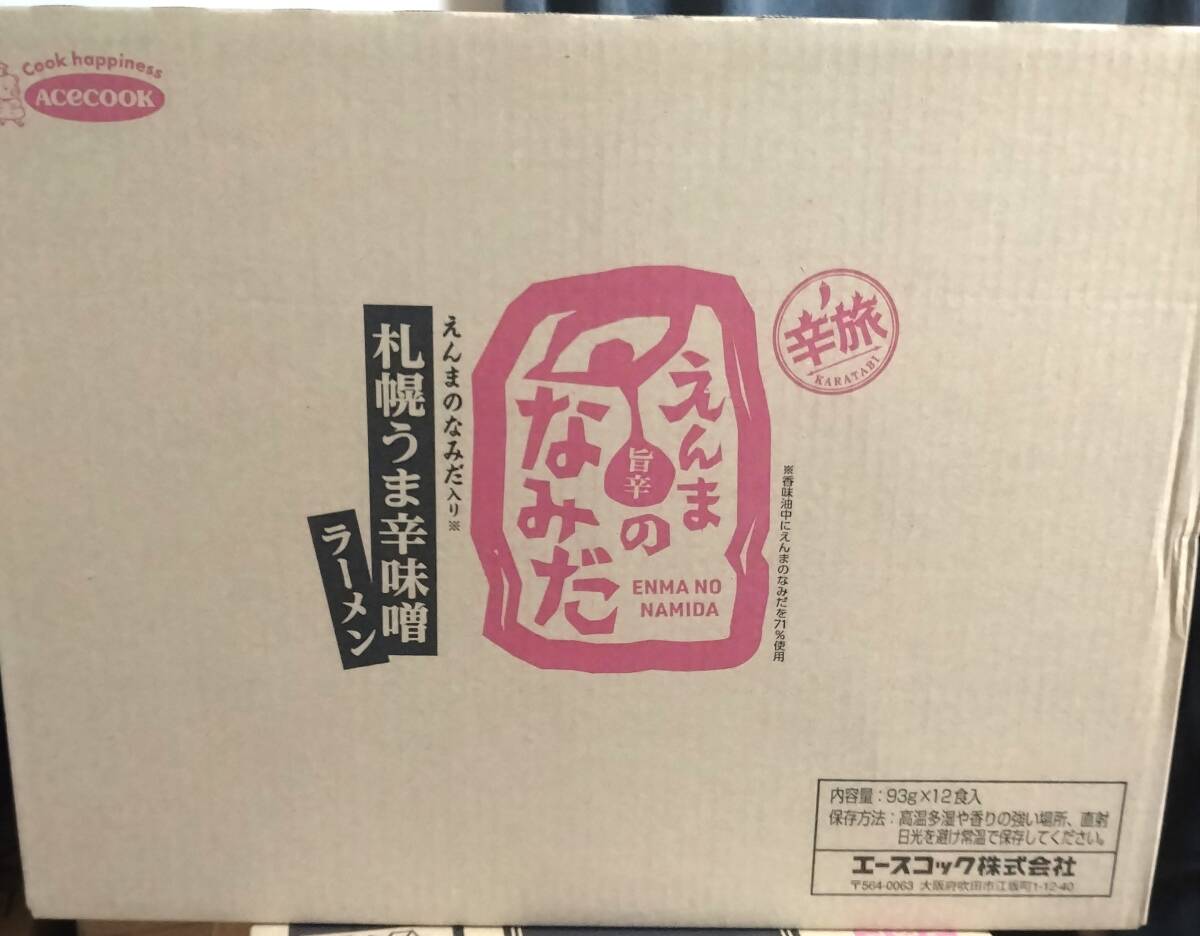 Cook happiness
ACECOOK
辛旅
KARATABI
えんま
の
なみだ
旨辛
ENMA NO
NAMIDA
※香味油中にえんまのなみだを71%使用
えんまのなみだ入り※
札幌うま辛味噌
ラーメン
内容量:93g×12食入
保存方法:高温多湿や香りの強い場所、直射
日光を避け常温で保存してください。
エースコック株式会社
〒564-0063 大阪府吹田市江坂町1-12-40